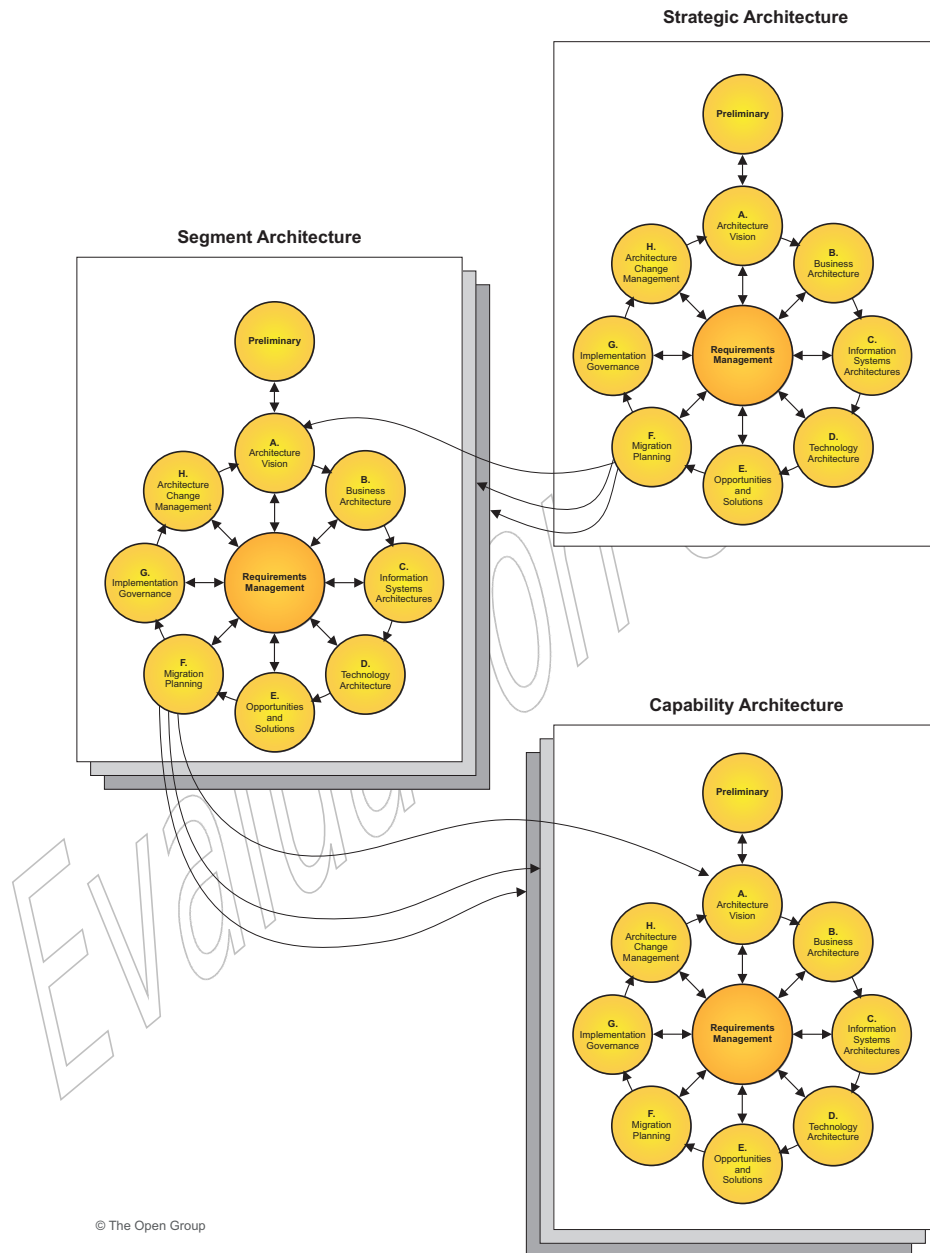 Strategic Architecture
Preliminary
A.
Architecture
Vision
B.
Business
Architecture
C.
Information
Systems
Architectures
D.
Technology
Architecture
E.
Opportunities
and
Solutions
F.
Migration
Planning
G.
Implementation
Governance
H.
Architecture
Change
Management
Requirements
Management
Segment Architecture
Preliminary
A.
Architecture
Vision
B.
Business
Architecture
C.
Information
Systems
Architectures
D.
Technology
Architecture
E.
Opportunities
and
Solutions
F.
Migration
Planning
G.
Implementation
Governance
H.
Architecture
Change
Management
Requirements
Management
Capability Architecture
Preliminary
A.
Architecture
Vision
B.
Business
Architecture
C.
Information
Systems
Architectures
D.
Technology
Architecture
E.
Opportunities
and
Solutions
F.
Migration
Planning
G.
Implementation
Governance
H.
Architecture
Change
Management
Requirements
Management
© The Open Group